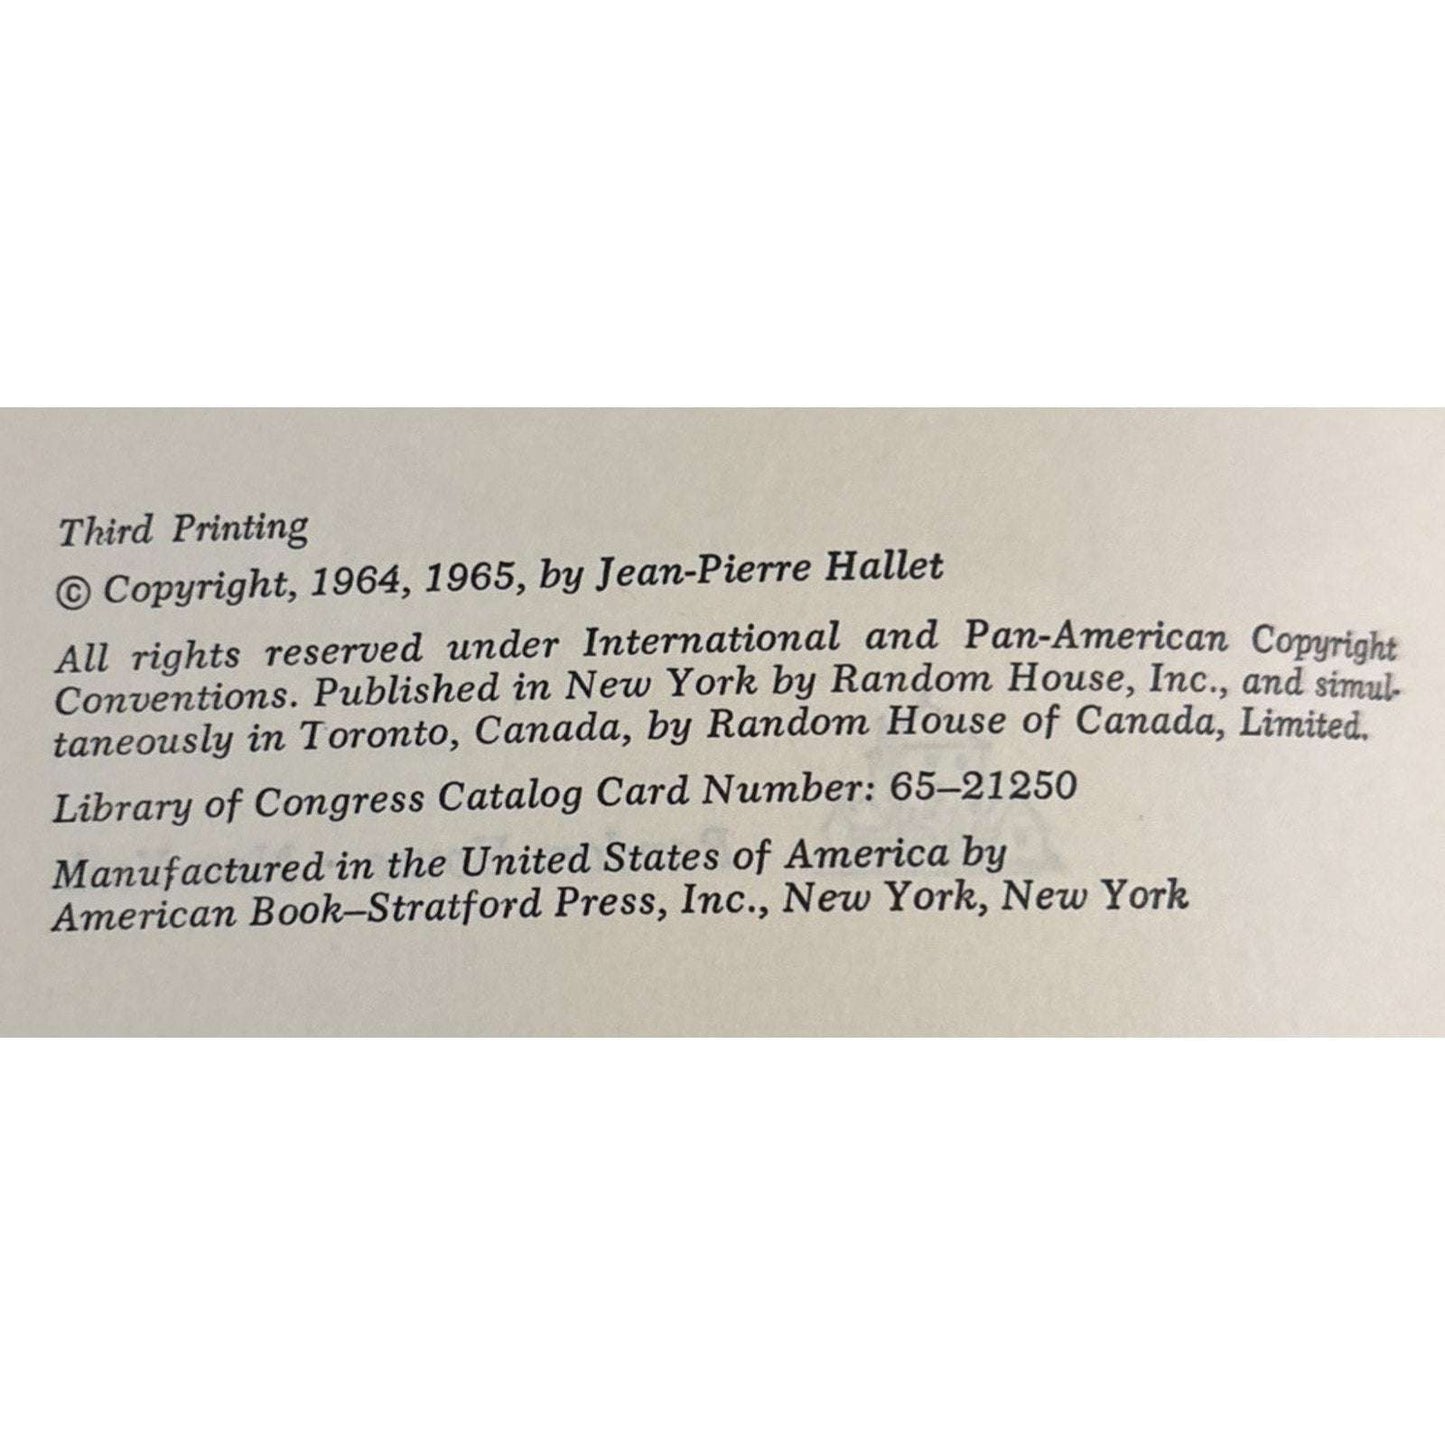 Third Printing
© Copyright, 1964, 1965, by Jean-Pierre Hallet
All rights reserved under International and Pan-American Copyright
Conventions. Published in New York by Random House, Inc., and simul-
taneously in Toronto, Canada, by Random House of Canada, Limited.
Library of Congress Catalog Card Number: 65–21250
Manufactured in the United States of America by
American Book–Stratford Press, Inc., New York, New York